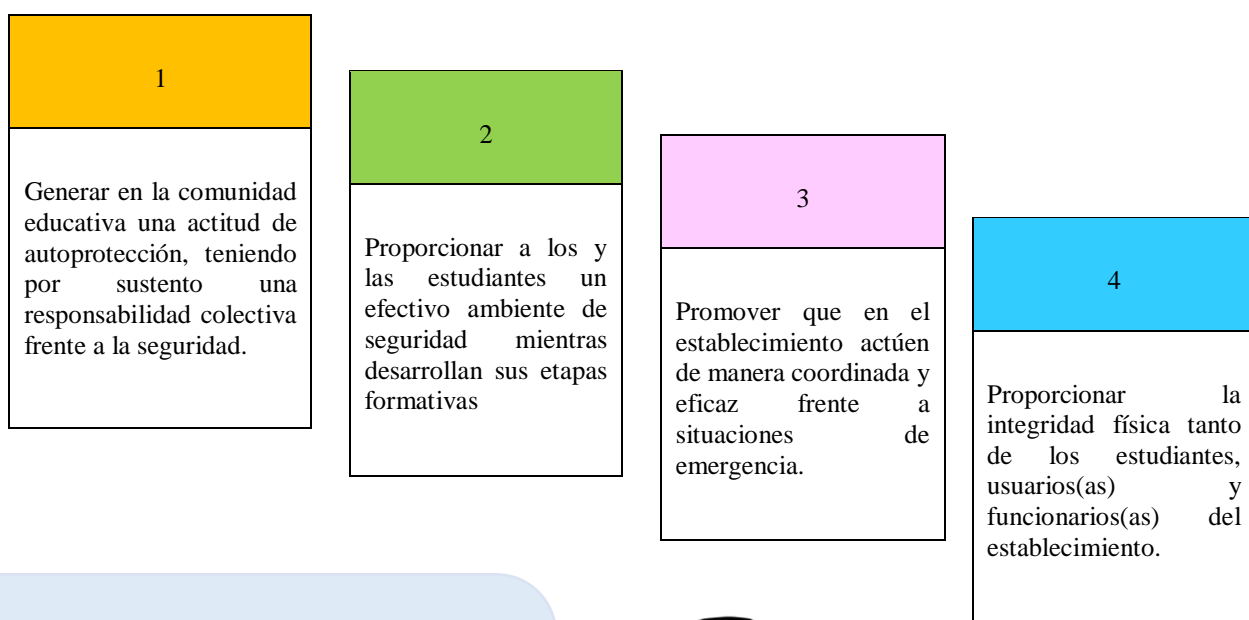 1
Generar en la comunidad
educativa una actitud de
autoprotección, teniendo
por sustento una
responsabilidad colectiva
frente a la seguridad.
2
Proporcionar a los y
las estudiantes un
efectivo ambiente de
seguridad mientras
desarrollan sus etapas
formativas
3
Promover que en el
establecimiento actúen
de manera coordinada y
eficaz frente a
situaciones de
emergencia.
4
Proporcionar la
integridad física tanto
de los estudiantes,
usuarios(as) y
funcionarios(as) del
establecimiento.